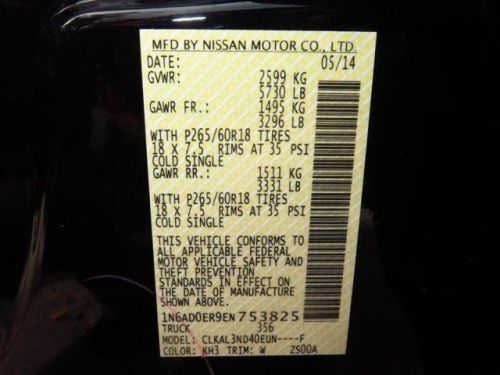 MFD BY NISSAN MOTOR CO., LTD.
DATE: 05/14
GVWR: 2599 KG
5730 LB
GAWR FR.: 1495 KG
3296 LB
WITH P265/60R18 TIRES
18 X 7.5 RIMS AT 35 PSI
COLD SINGLE
GAWR RR.: 1511 KG
3331 LB
WITH P265/60R18 TIRES
18 X 7.5 RIMS AT 35 PSI
COLD SINGLE
THIS VEHICLE CONFORMS TO
ALL APPLICABLE FEDERAL
MOTOR VEHICLE SAFETY AND
THEFT PREVENTION
STANDARDS IN EFFECT ON
THE DATE OF MANUFACTURE
SHOWN ABOVE.
1N6AD0ER9EN753825
TRUCK 356
MODEL: CLKAL3ND40EUN----F
COLOR: KH3 TRIM: W ZS00A